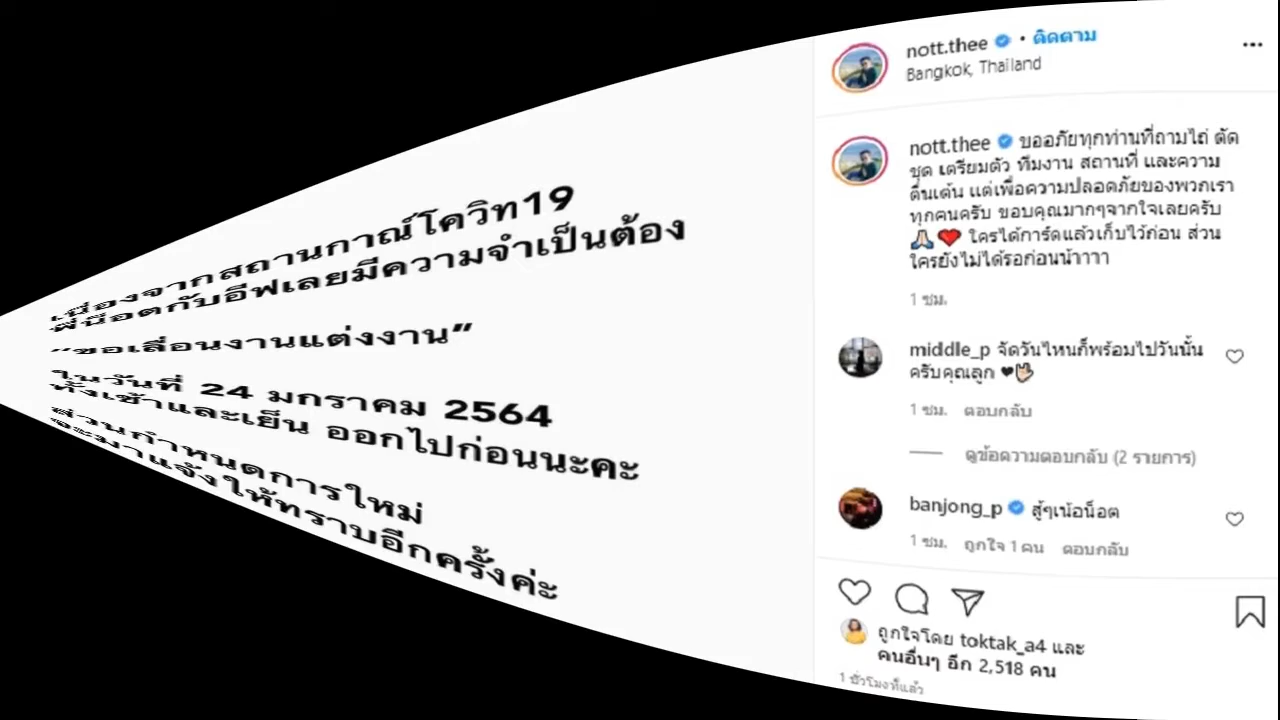 เนื่องจากสถานกาณ์โควิท19
พี่น๊อตกับอีฟเลยมีความจำเป็นต้อง
“ขอเลื่อนงานแต่งงาน”
ในวันที่ 24 มกราคม 2564
ทั้งเช้าและเย็น ออกไปก่อนนะคะ
ส่วนกำหนดการใหม่
จะมาแจ้งให้ทราบอีกครั้งค่ะ
nott.thee • ติดตาม
Bangkok, Thailand
nott.thee ขออภัยทุกท่านที่ถามไถ่ ตัด
ชุด เตรียมตัว ทีมงาน สถานที่ และความ
ตื่นเต้น แต่เพื่อความปลอดภัยของพวกเรา
ทุกคนครับ ขอบคุณมากๆจากใจเลยครับ
🙏🏻❤️ ใครได้การ์ดแล้วเก็บไว้ก่อน ส่วน
ใครยังไม่ได้รอก่อนน้าาาา
1 ชม.
middle_p จัดวันไหนก็พร้อมไปวันนั้น
ครับคุณลูก ❤🤟🏻
1 ชม. ตอบกลับ
ดูข้อความตอบกลับ (2 รายการ)
banjong_p สู้ๆเน้อน็อต
1 ชม. ถูกใจ 1 คน ตอบกลับ
ถูกใจโดย toktak_a4 และ
คนอื่นๆ อีก 2,518 คน
1 ชั่วโมงที่แล้ว